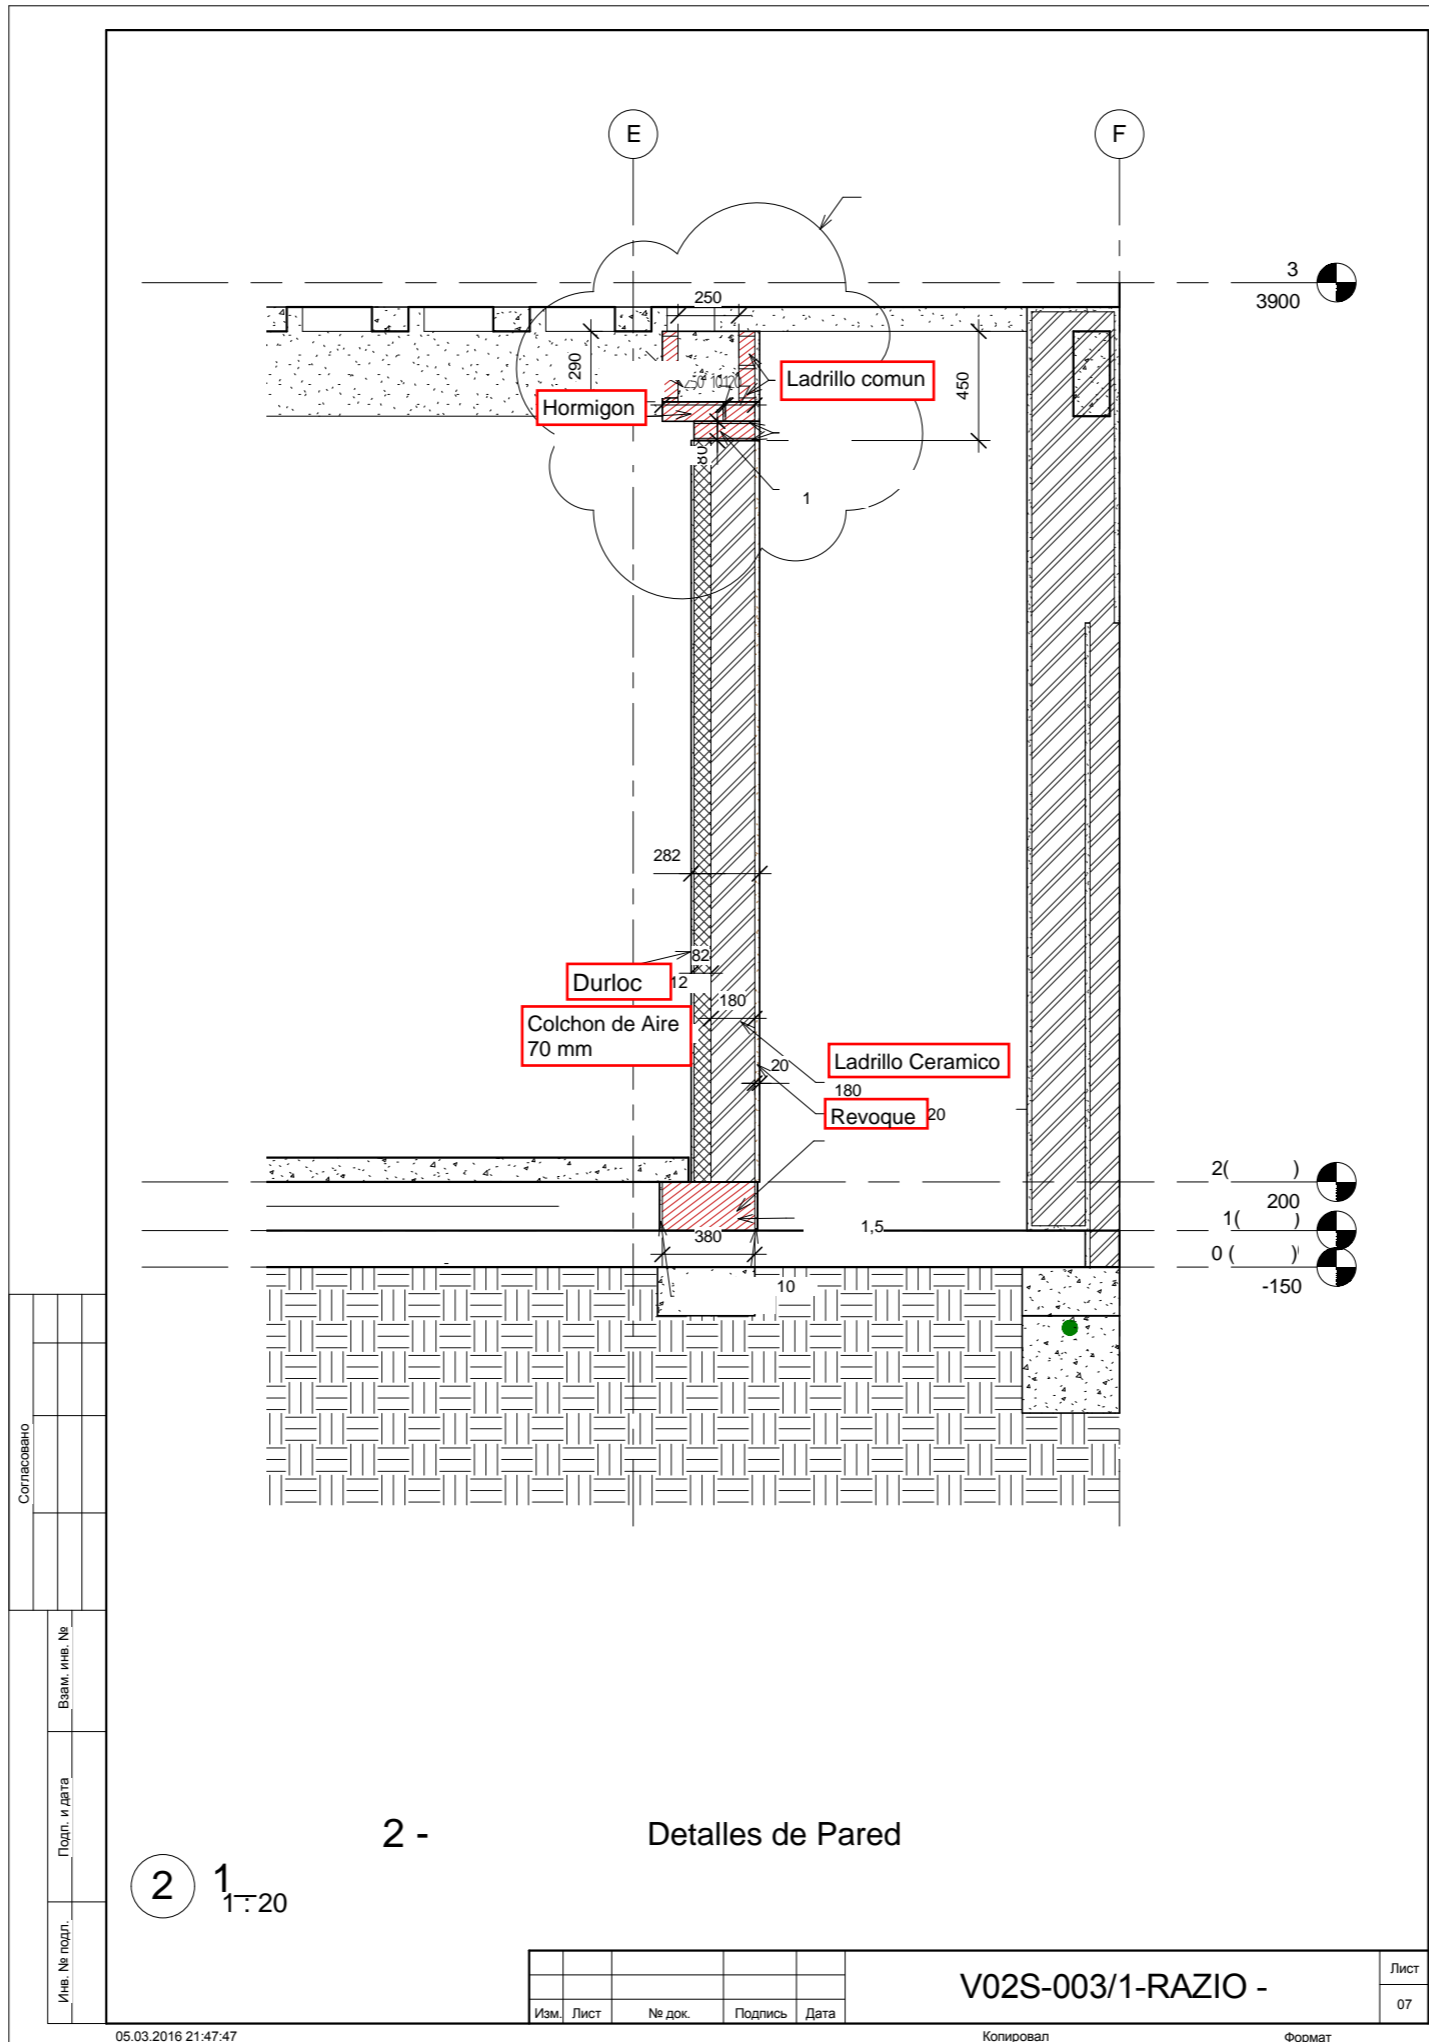 E
F
3
3900
250
290
450
Ladrillo comun
Hormigon
80
1
282
82
Durloc
12
180
Colchon de Aire
70 mm
Ladrillo Ceramico
20
180
Revoque
20
2( )
200
1( )
1,5
380
0 ( )
10
-150
Согласовано
Взам. инв. №
Подп. и дата
Инв. № подл.
2 -
Detalles de Pared
2
1
1 : 20
V02S-003/1-RAZIO -
Лист
07
Изм.
Лист
№ док.
Подпись
Дата
05.03.2016 21:47:47
Копировал
Формат